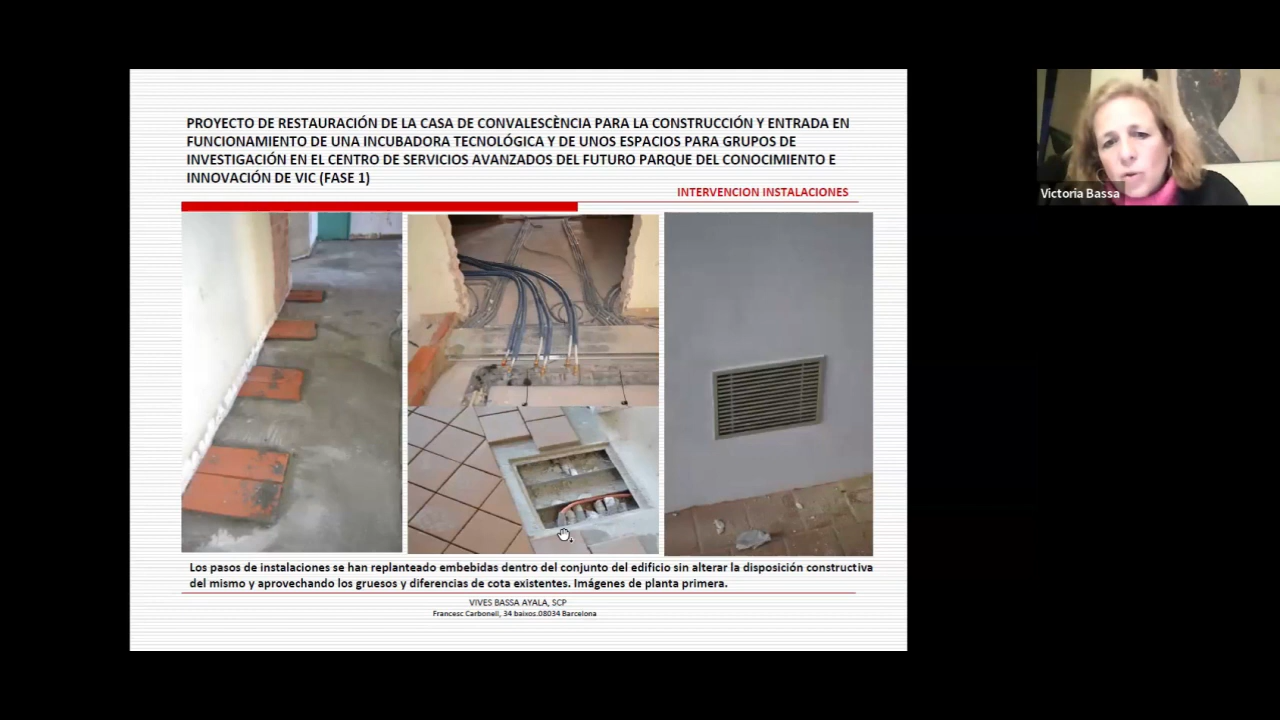 PROYECTO DE RESTAURACIÓN DE LA CASA DE CONVALESCÈNCIA PARA LA CONSTRUCCIÓN Y ENTRADA EN
FUNCIONAMIENTO DE UNA INCUBADORA TECNOLÓGICA Y DE UNOS ESPACIOS PARA GRUPOS DE
INVESTIGACIÓN EN EL CENTRO DE SERVICIOS AVANZADOS DEL FUTURO PARQUE DEL CONOCIMIENTO E
INNOVACIÓN DE VIC (FASE 1)
INTERVENCION INSTALACIONES
Victoria Bassa
Los pasos de instalaciones se han replanteado embebidas dentro del conjunto del edificio sin alterar la disposición constructiva
del mismo y aprovechando los gruesos y diferencias de cota existentes. Imágenes de planta primera.
VIVES BASSA AYALA, SCP
Francesc Carbonell, 34 baixos.08034 Barcelona